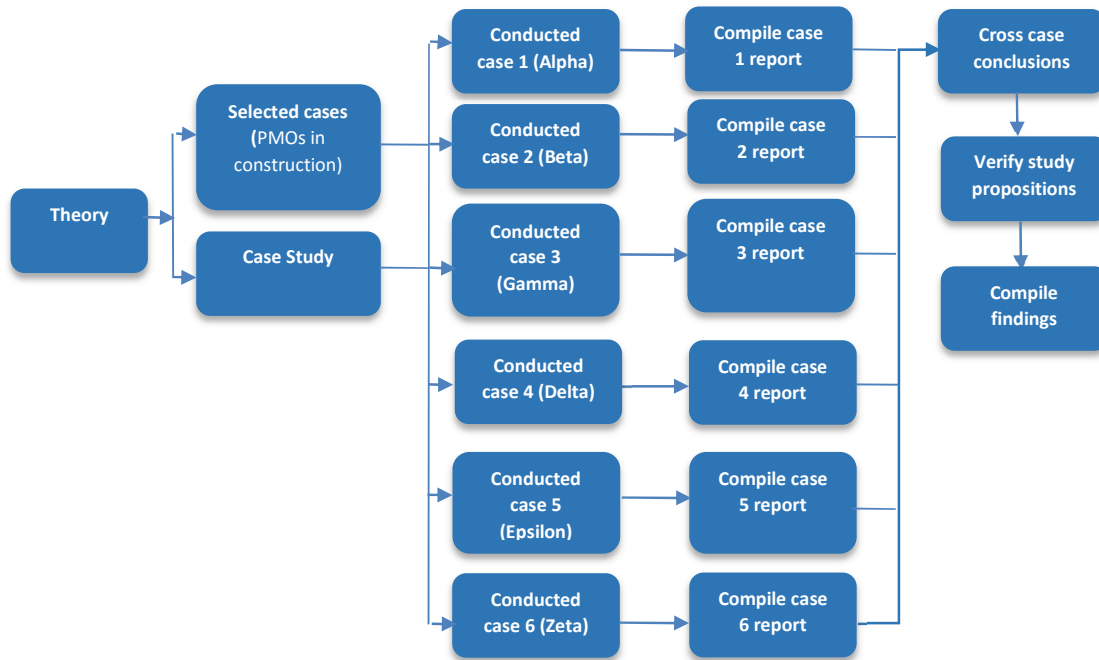 Theory
Selected cases
(PMOs in
construction)
Case Study
Conducted
case 1 (Alpha)
Conducted
case 2 (Beta)
Conducted
case 3
(Gamma)
Conducted
case 4 (Delta)
Conducted
case 5
(Epsilon)
Conducted
case 6 (Zeta)
Compile case
1 report
Compile case
2 report
Compile case
3 report
Compile case
4 report
Compile case
5 report
Compile case
6 report
Cross case
conclusions
Verify study
propositions
Compile
findings